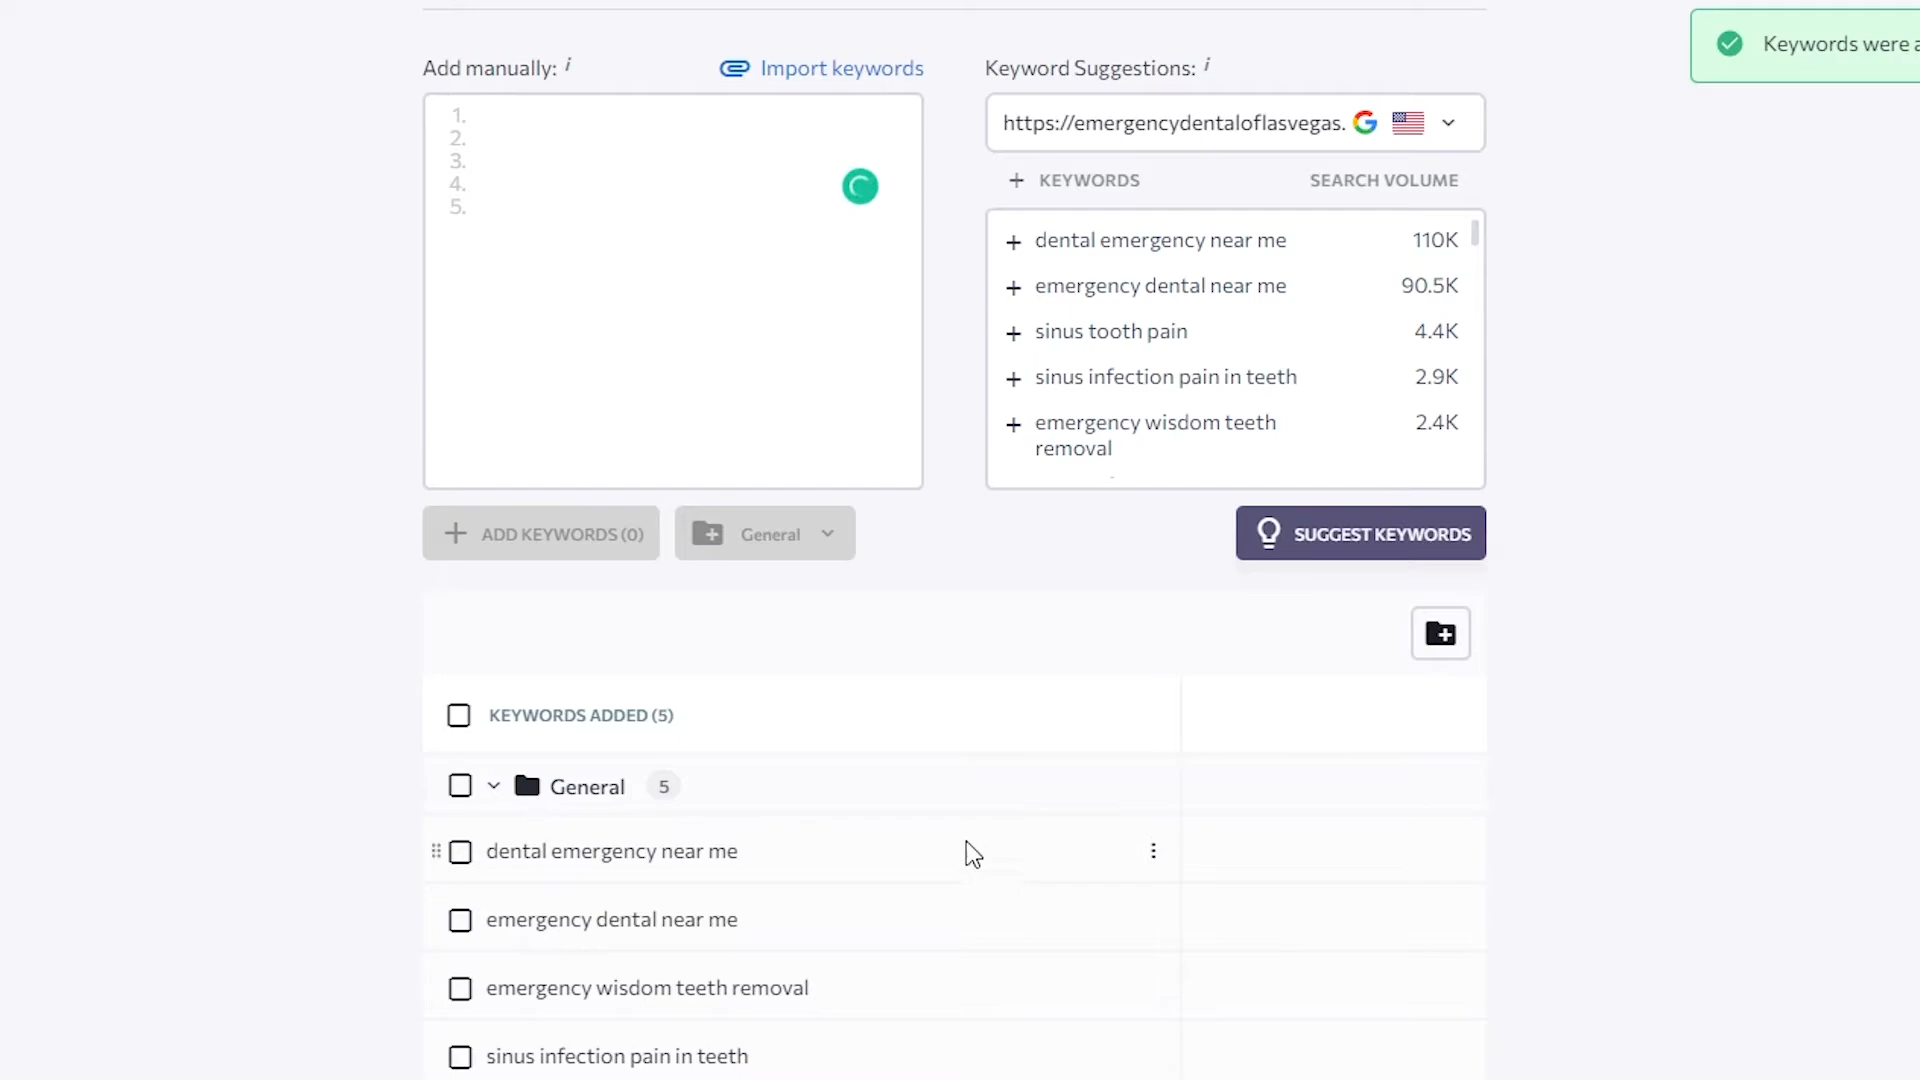 Add manually: i
Import keywords
Keyword Suggestions: i
Keywords were
1.
2.
3.
4.
5.
https://emergencydentaloflasvegas.
+ KEYWORDS SEARCH VOLUME
+ dental emergency near me 110K
+ emergency dental near me 90.5K
+ sinus tooth pain 4.4K
+ sinus infection pain in teeth 2.9K
+ emergency wisdom teeth 2.4K
removal
+ ADD KEYWORDS (0)
General
SUGGEST KEYWORDS
KEYWORDS ADDED (5)
General 5
dental emergency near me
emergency dental near me
emergency wisdom teeth removal
sinus infection pain in teeth